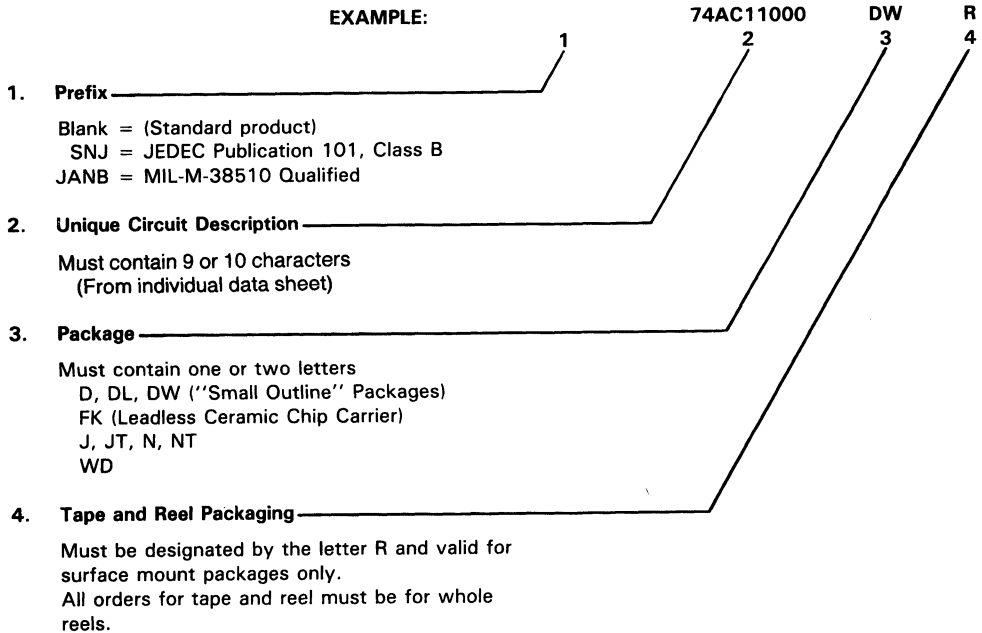 EXAMPLE: 74AC11000 DW R
1 2 3 4
1. Prefix
Blank = (Standard product)
SNJ = JEDEC Publication 101, Class B
JANB = MIL-M-38510 Qualified
2. Unique Circuit Description
Must contain 9 or 10 characters
(From individual data sheet)
3. Package
Must contain one or two letters
D, DL, DW (''Small Outline'' Packages)
FK (Leadless Ceramic Chip Carrier)
J, JT, N, NT
WD
4. Tape and Reel Packaging
Must be designated by the letter R and valid for
surface mount packages only.
All orders for tape and reel must be for whole
reels.